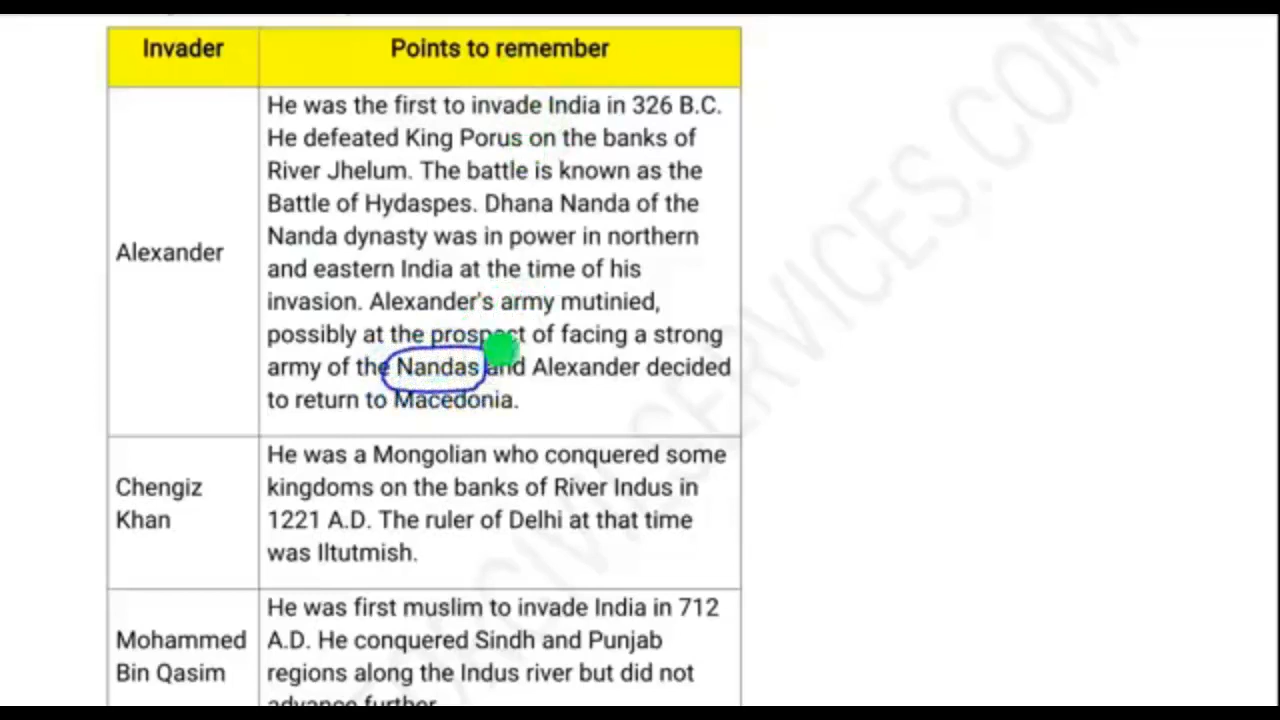 Invader
Points to remember
Alexander
He was the first to invade India in 326 B.C.
He defeated King Porus on the banks of
River Jhelum. The battle is known as the
Battle of Hydaspes. Dhana Nanda of the
Nanda dynasty was in power in northern
and eastern India at the time of his
invasion. Alexander's army mutinied,
possibly at the prospect of facing a strong
army of the Nandas and Alexander decided
to return to Macedonia.
Chengiz
Khan
He was a Mongolian who conquered some
kingdoms on the banks of River Indus in
1221 A.D. The ruler of Delhi at that time
was Iltutmish.
Mohammed
Bin Qasim
He was first muslim to invade India in 712
A.D. He conquered Sindh and Punjab
regions along the Indus river but did not
advance further